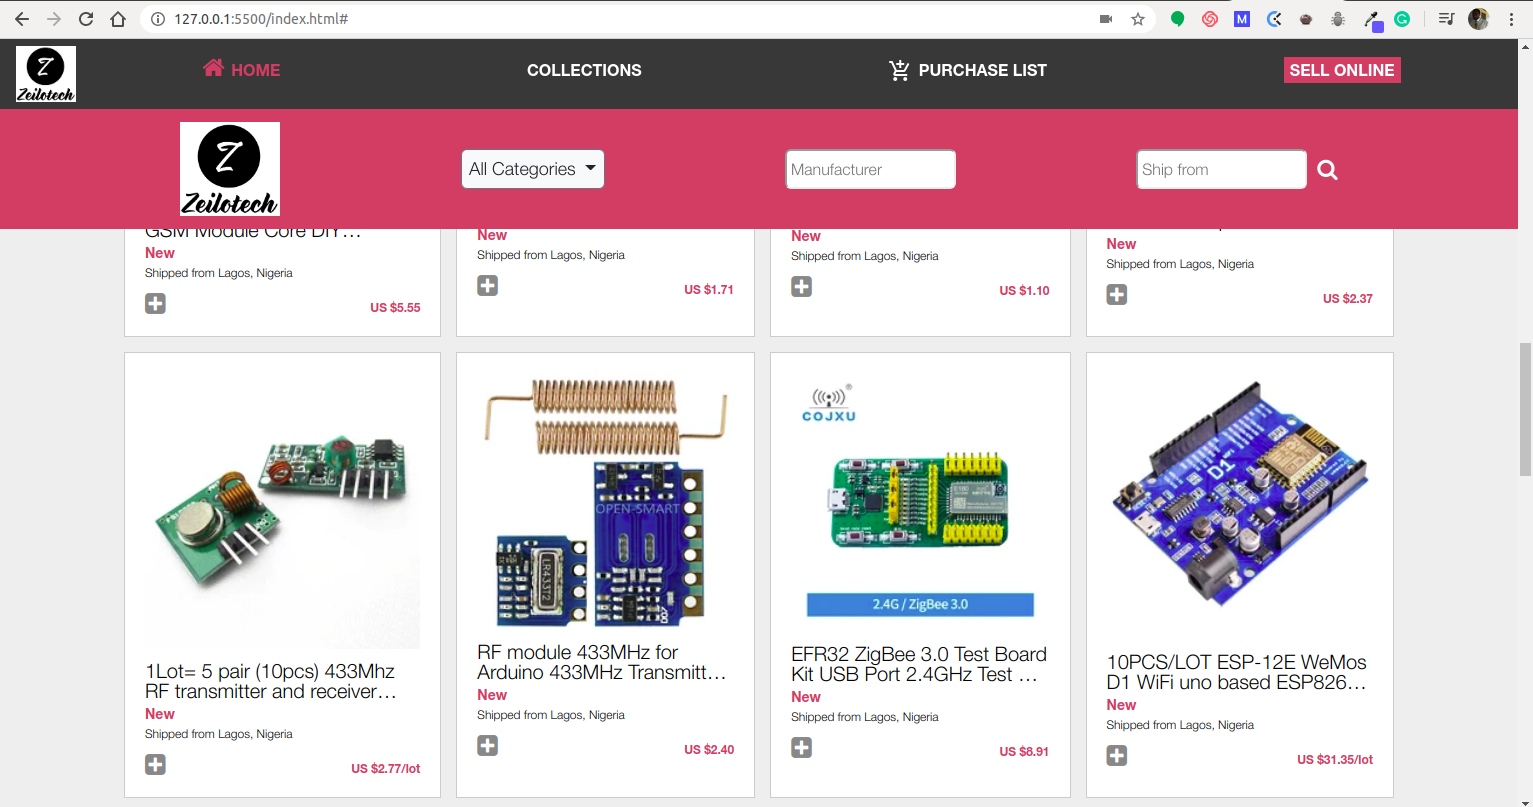 127.0.0.1:5500/index.html#
Z
Zeilotech
HOME
COLLECTIONS
PURCHASE LIST
SELL ONLINE
Z
Zeilotech
All Categories
Manufacturer
Ship from
GSM Module Core DIY…
New
Shipped from Lagos, Nigeria
US $5.55
New
Shipped from Lagos, Nigeria
US $1.71
New
Shipped from Lagos, Nigeria
US $1.10
New
Shipped from Lagos, Nigeria
US $2.37
1Lot= 5 pair (10pcs) 433Mhz
RF transmitter and receiver…
New
Shipped from Lagos, Nigeria
US $2.77/lot
OPEN-SMART
LR433T2
RF module 433MHz for
Arduino 433MHz Transmitt…
New
Shipped from Lagos, Nigeria
US $2.40
COJXU
2.4G / ZigBee 3.0
EFR32 ZigBee 3.0 Test Board
Kit USB Port 2.4GHz Test …
New
Shipped from Lagos, Nigeria
US $8.91
D1
10PCS/LOT ESP-12E WeMos
D1 WiFi uno based ESP826…
New
Shipped from Lagos, Nigeria
US $31.35/lot